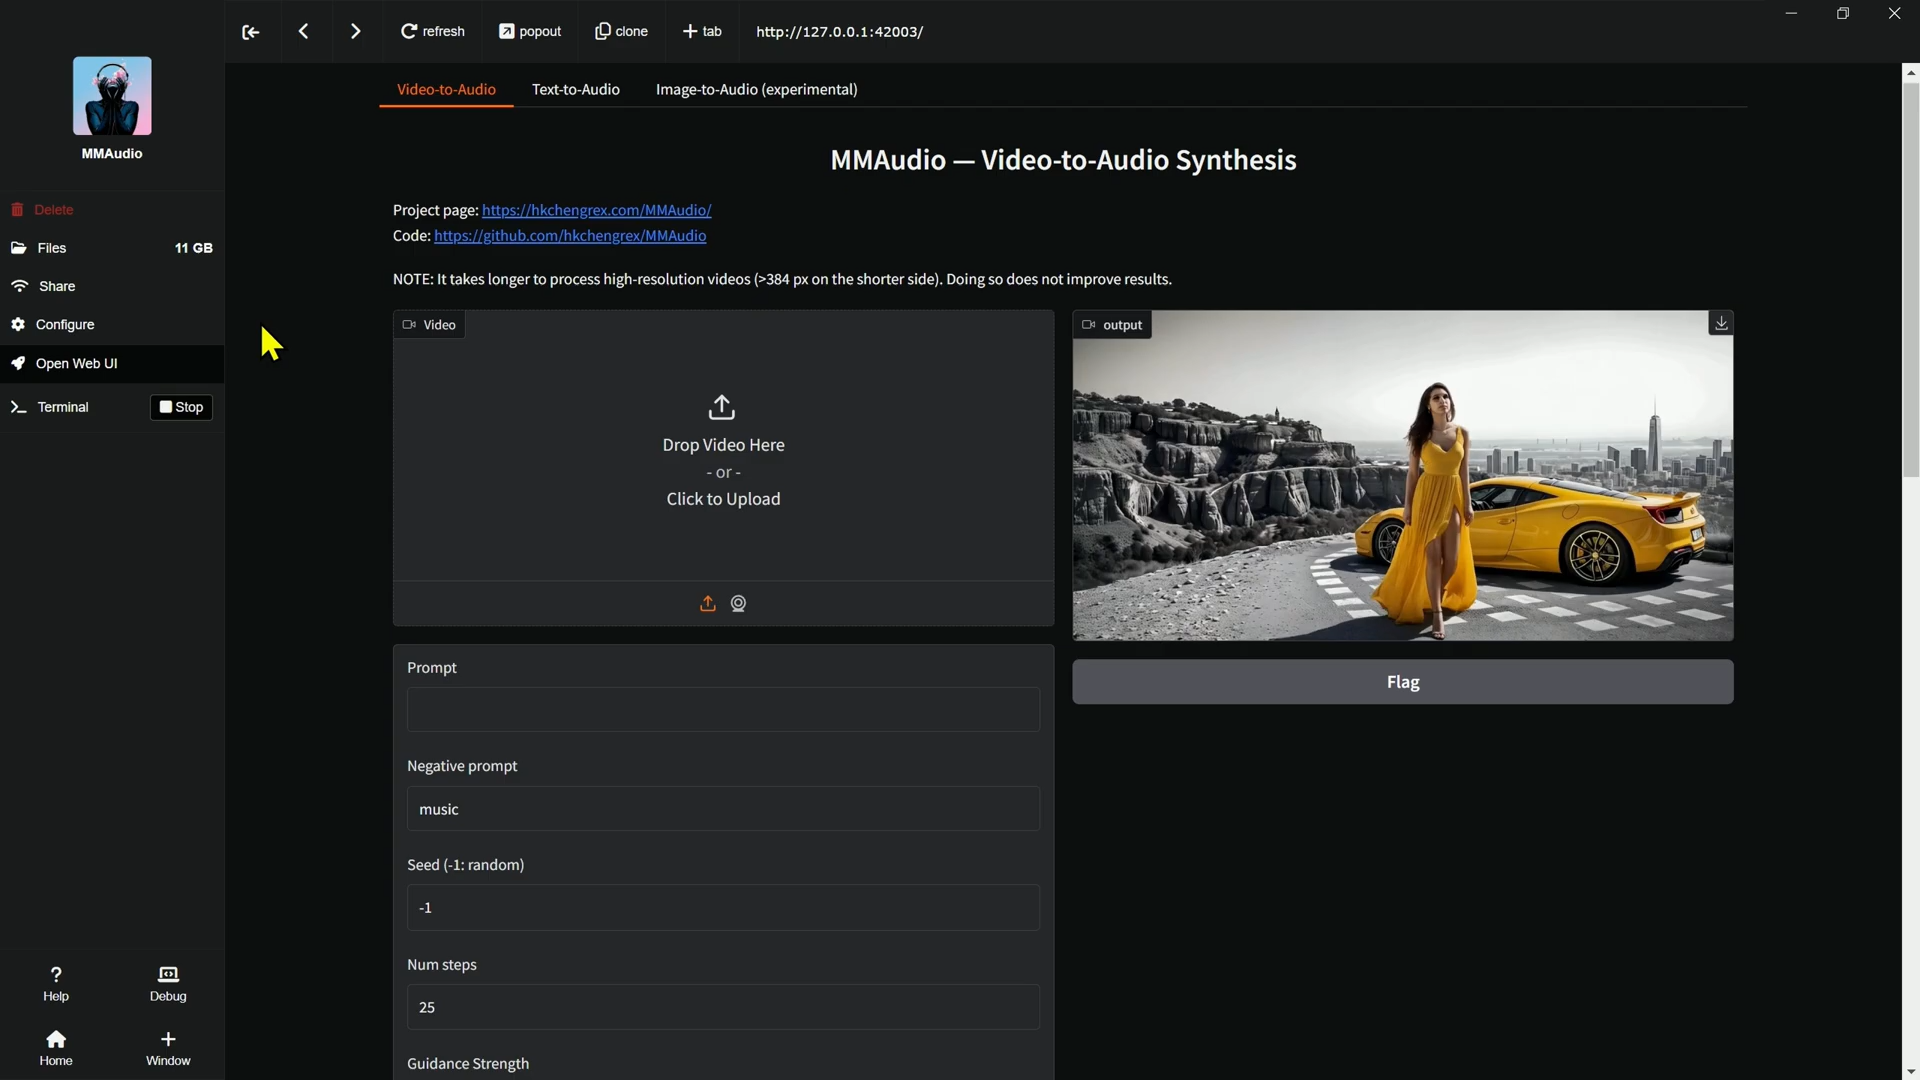 refresh
popout
clone
tab
http://127.0.0.1:42003/
MMAudio
Delete
Files 11 GB
Share
Configure
Open Web UI
Terminal Stop
Help Debug
Home Window
Video-to-Audio Text-to-Audio Image-to-Audio (experimental)
MMAudio — Video-to-Audio Synthesis
Project page: https://hkchengrex.com/MMAudio/
Code: https://github.com/hkchengrex/MMAudio
NOTE: It takes longer to process high-resolution videos (>384 px on the shorter side). Doing so does not improve results.
Video
Drop Video Here
- or -
Click to Upload
Prompt
Negative prompt
music
Seed (-1: random)
-1
Num steps
25
Guidance Strength
output
Flag